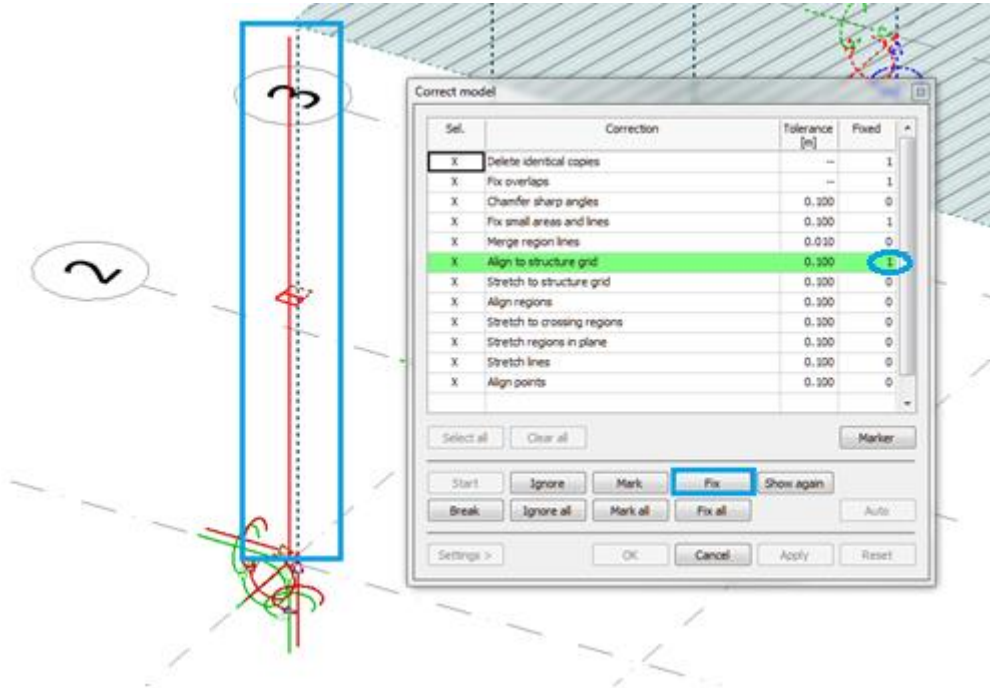 3
2
Correct model
Sel. Correction Tolerance [m] Fixed
X Delete identical copies -- 1
X Fix overlaps -- 1
X Chamfer sharp angles 0.100 0
X Fix small areas and lines 0.100 1
X Merge region lines 0.010 0
X Align to structure grid 0.100 1
X Stretch to structure grid 0.100 0
X Align regions 0.100 0
X Stretch to crossing regions 0.100 0
X Stretch regions in plane 0.100 0
X Stretch lines 0.100 0
X Align points 0.100 0
Select all Clear all Marker
Start Ignore Mark Fix Show again
Break Ignore all Mark all Fix all Auto
Settings > OK Cancel Apply Reset